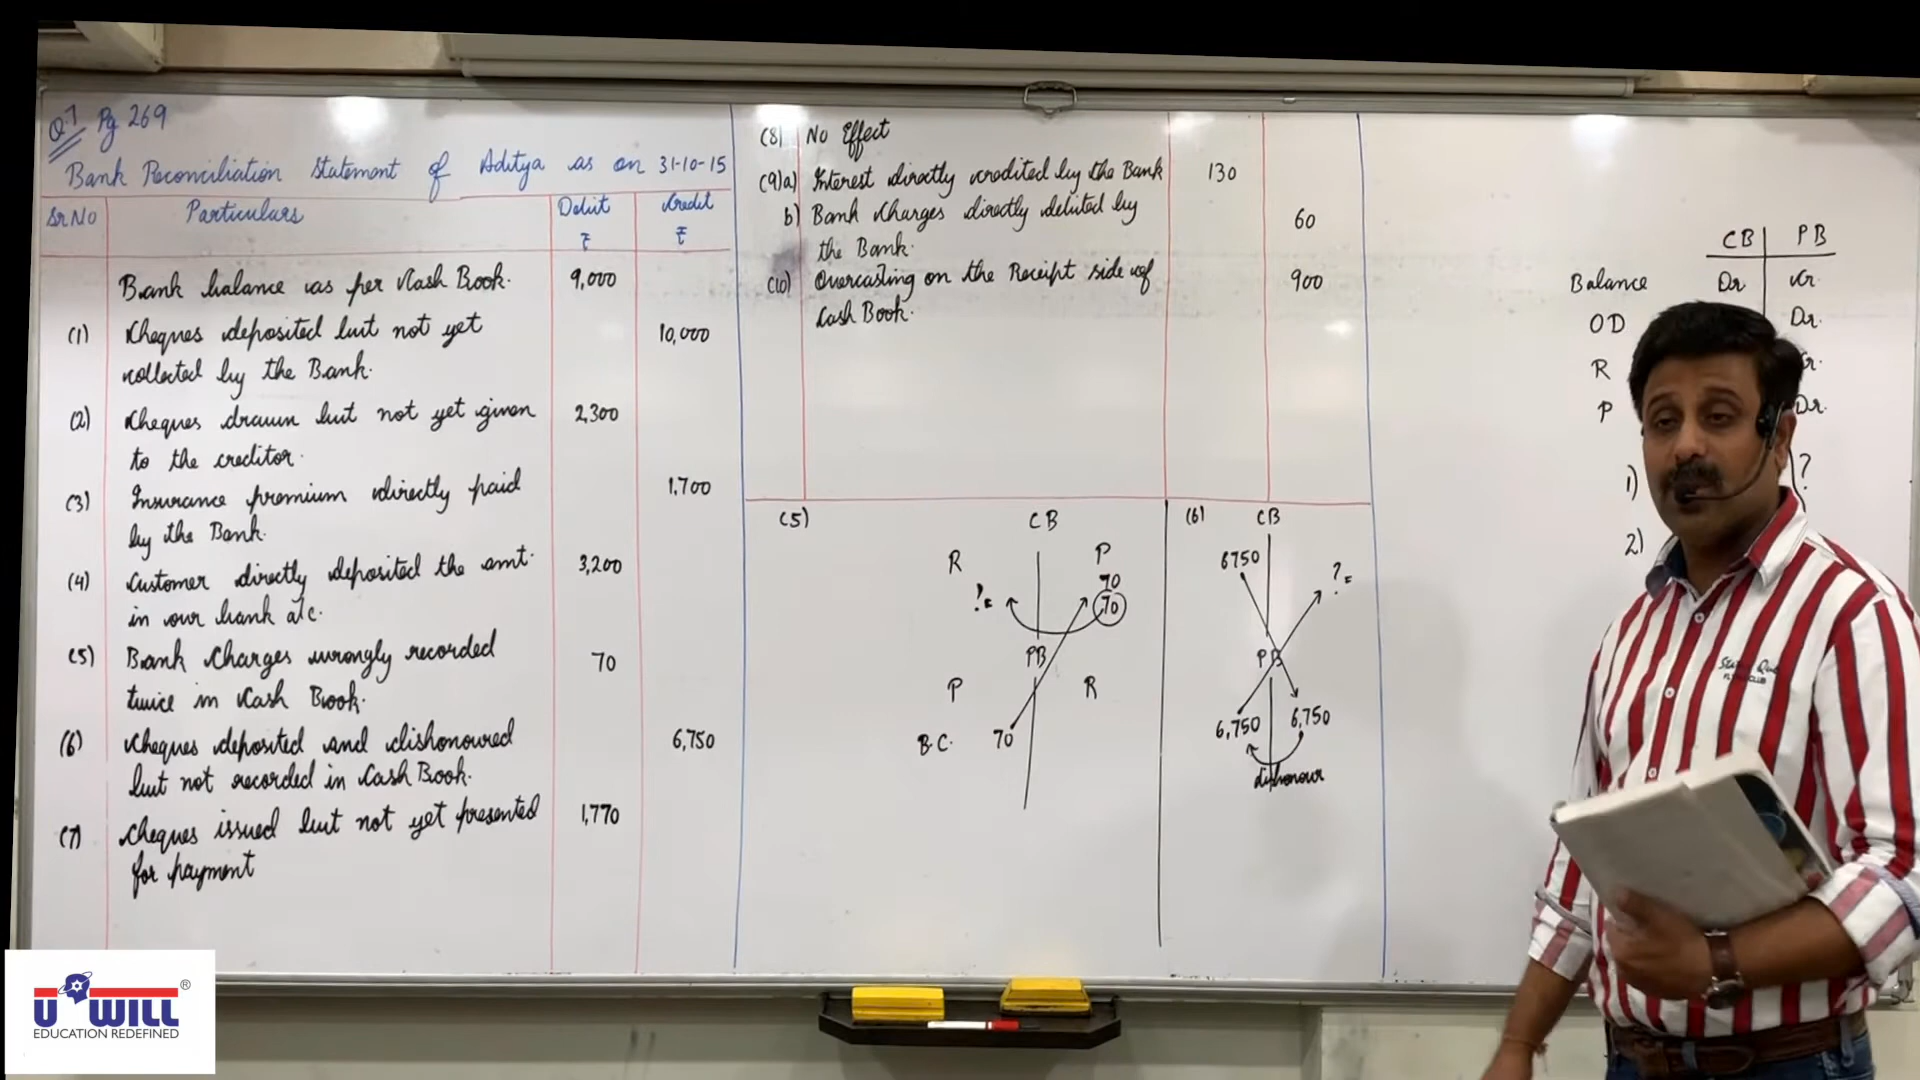 Q.7 Pg 269
Bank Reconciliation Statement of Aditya as on 31-10-15
Sr No Particulars Debit ₹ Credit ₹
Bank balance as per Cash Book. 9,000
(1) Cheques deposited but not yet 10,000
collected by the Bank.
(2) Cheques drawn but not yet given 2,300
to the creditor.
(3) Insurance premium directly paid 1,700
by the Bank.
(4) Customer directly deposited the amt. 3,200
in our bank a/c.
(5) Bank Charges wrongly recorded 70
twice in Cash Book.
(6) Cheques deposited and dishonoured 6,750
but not recorded in Cash Book.
(7) Cheques issued but not yet presented 1,770
for payment
(8) No Effect
(9)a) Interest directly credited by the Bank 130
b) Bank Charges directly debited by 60
the Bank.
(10) Overcasting on the Receipt side of 900
Cash Book.
(5) CB
R P
70
?= 70
PB
P R
B.C. 70
(6) CB
6750 ?=
PB
6,750 6,750
dishonour
CB PB
Balance Dr Cr.
OD Dr.
R
P Dr.
1) ?
2)
Status Quo
U WILL ®
EDUCATION REDEFINED